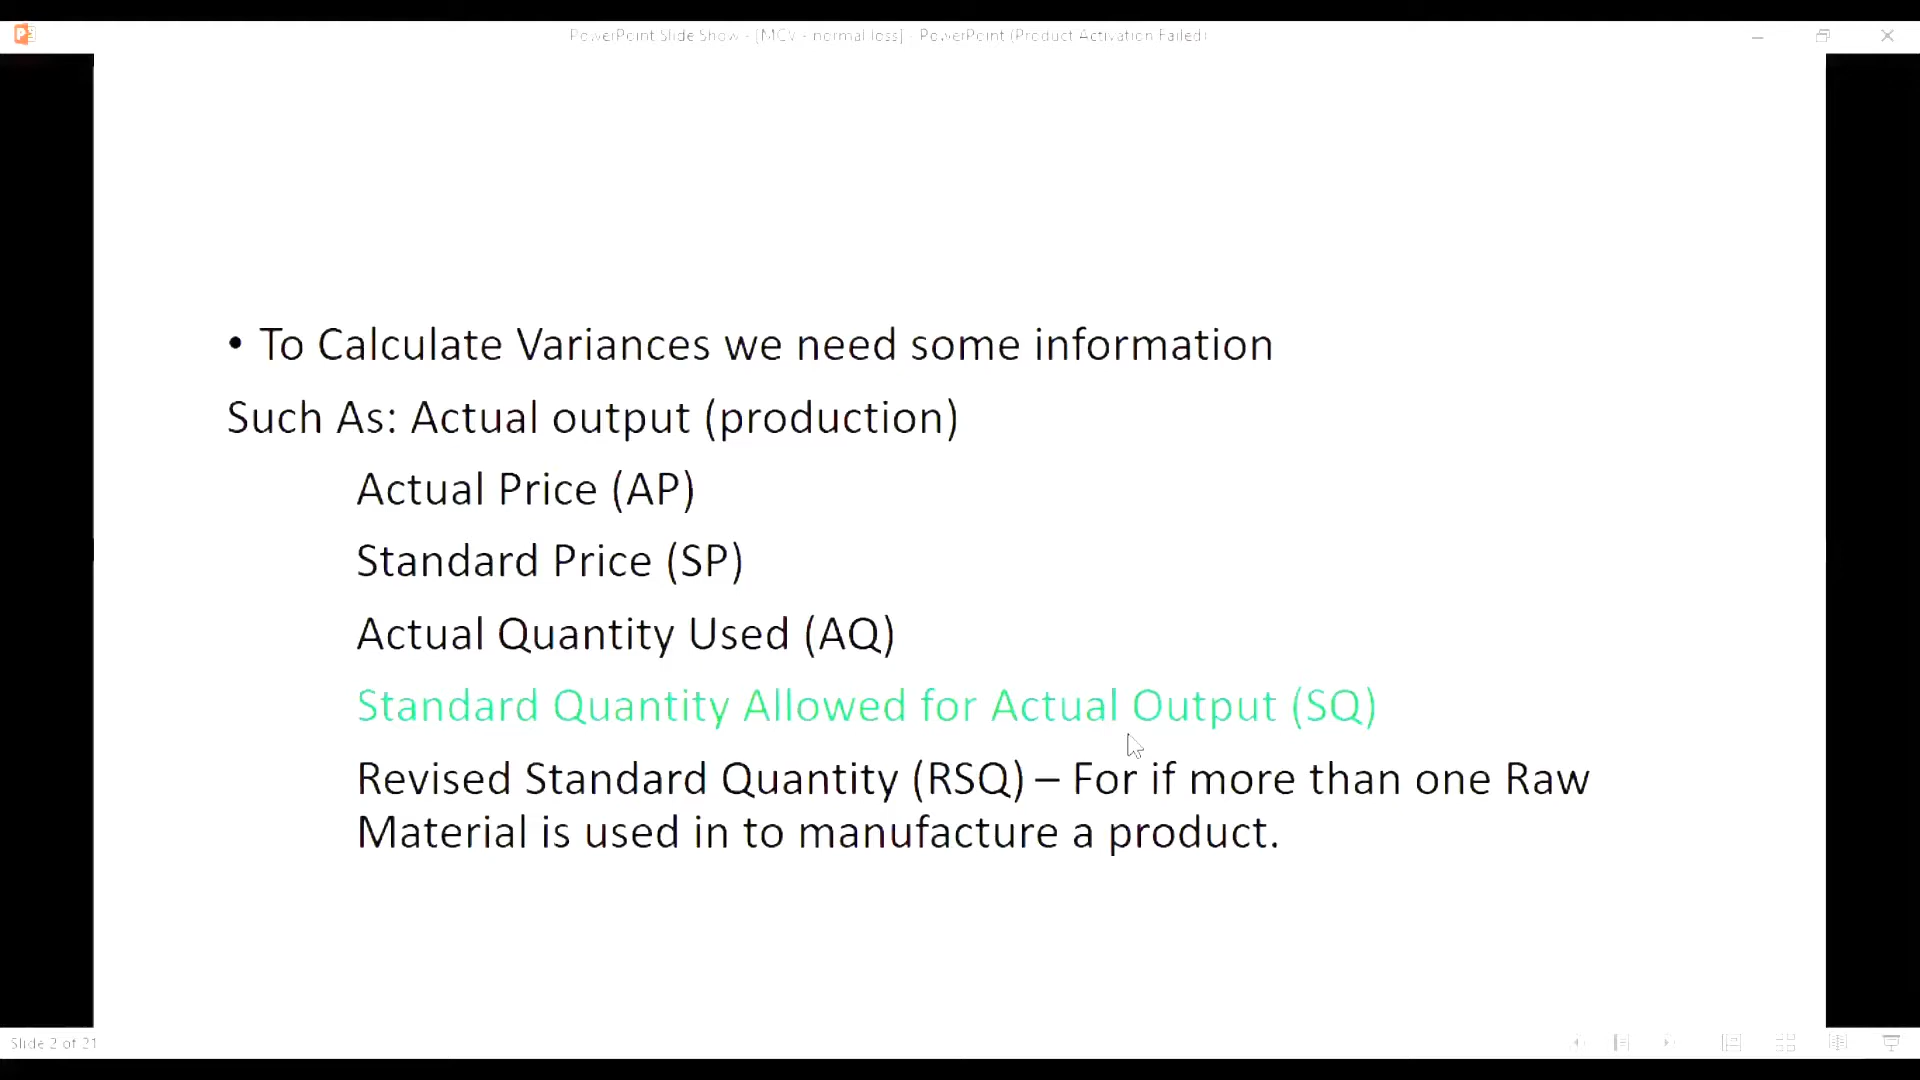 PowerPoint Slide Show - [MCV - normal loss] - PowerPoint (Product Activation Failed)
• To Calculate Variances we need some information
Such As: Actual output (production)
Actual Price (AP)
Standard Price (SP)
Actual Quantity Used (AQ)
Standard Quantity Allowed for Actual Output (SQ)
Revised Standard Quantity (RSQ) – For if more than one Raw
Material is used in to manufacture a product.
Slide 2 of 21